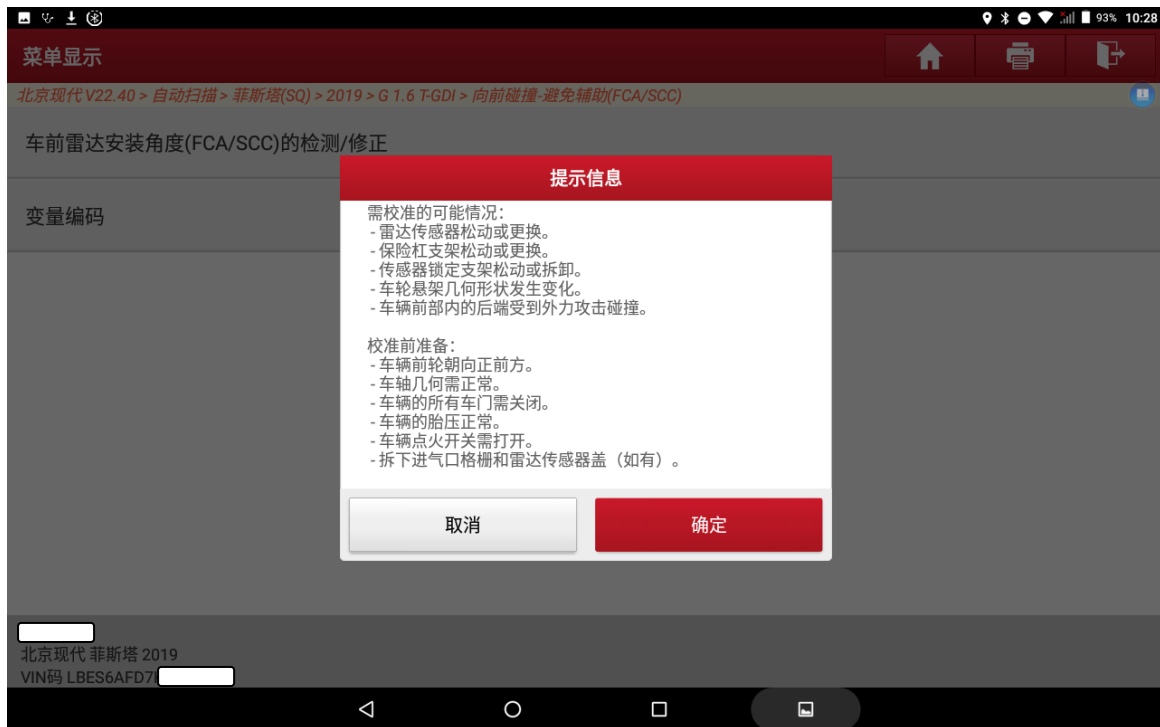 93% 10:28
菜单显示
北京现代 V22.40 > 自动扫描 > 菲斯塔(SQ) > 2019 > G 1.6 T-GDI > 向前碰撞-避免辅助(FCA/SCC)
车前雷达安装角度(FCA/SCC)的检测/修正
变量编码
提示信息
需校准的可能情况：
- 雷达传感器松动或更换。
- 保险杠支架松动或更换。
- 传感器锁定支架松动或拆卸。
- 车轮悬架几何形状发生变化。
- 车辆前部内的后端受到外力攻击碰撞。
校准前准备：
- 车辆前轮朝向正前方。
- 车轴几何需正常。
- 车辆的所有车门需关闭。
- 车辆的胎压正常。
- 车辆点火开关需打开。
- 拆下进气口格栅和雷达传感器盖（如有）。
取消
确定
北京现代 菲斯塔 2019
VIN码 LBES6AFD7